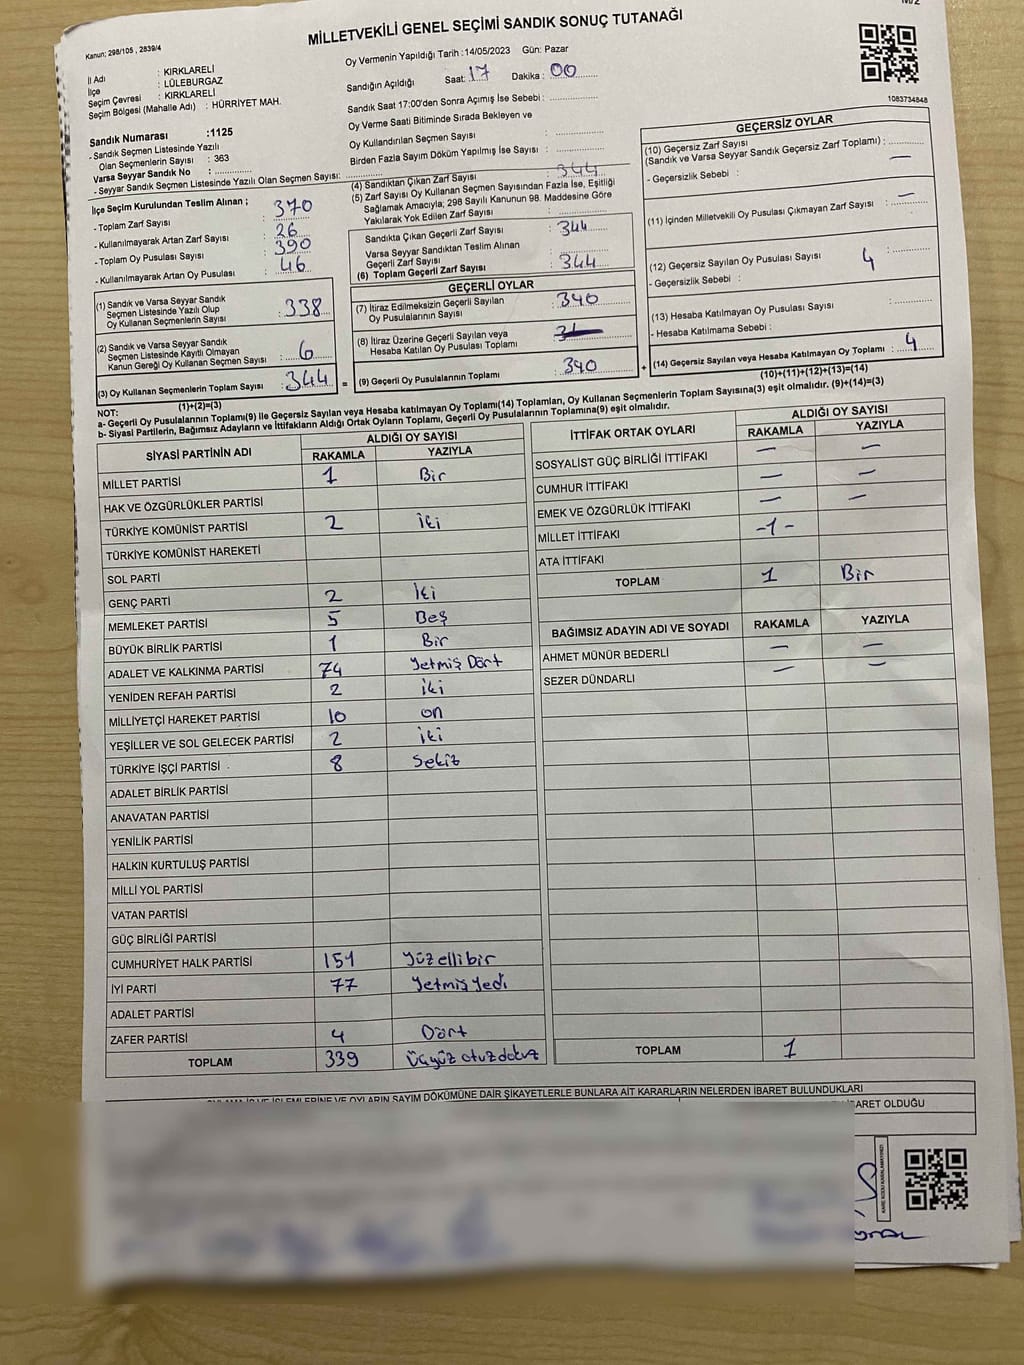 MİLLETVEKİLİ GENEL SEÇİMİ SANDIK SONUÇ TUTANAĞI
Kanun: 298/105 , 2839/4
İl Adı : KIRKLARELİ
İlçe : LÜLEBURGAZ
Seçim Çevresi : KIRKLARELİ
Seçim Bölgesi (Mahalle Adı) : HÜRRİYET MAH.
Sandık Numarası :1125
- Sandık Seçmen Listesinde Yazılı
Olan Seçmenlerin Sayısı : 363
Varsa Seyyar Sandık No :
- Seyyar Sandık Seçmen Listesinde Yazılı Olan Seçmen Sayısı:
Oy Vermenin Yapıldığı Tarih :14/05/2023 Gün: Pazar
Sandığın Açıldığı Saat: 17 Dakika : 00
Sandık Saat 17:00'den Sonra Açımış İse Sebebi :
Oy Verme Saati Bitiminde Sırada Bekleyen ve
Oy Kullandırılan Seçmen Sayısı :
Birden Fazla Sayım Döküm Yapılmış İse Sayısı :
1083734848
İlçe Seçim Kurulundan Teslim Alınan ;
- Toplam Zarf Sayısı : 370
- Kullanılmayarak Artan Zarf Sayısı : 26
- Toplam Oy Pusulası Sayısı : 390
- Kullanılmayarak Artan Oy Pusulası : 46
(1) Sandık ve Varsa Seyyar Sandık
Seçmen Listesinde Yazılı Olup
Oy Kullanan Seçmenlerin Sayısı : 338
(2) Sandık ve Varsa Seyyar Sandık
Seçmen Listesinde Kayıtlı Olmayan
Kanun Gereği Oy Kullanan Seçmen Sayısı : 6
(3) Oy Kullanan Seçmenlerin Toplam Sayısı : 344
(1)+(2)=(3)
(4) Sandıktan Çıkan Zarf Sayısı : 344
(5) Zarf Sayısı Oy Kullanan Seçmen Sayısından Fazla İse, Eşitliği
Sağlamak Amacıyla; 298 Sayılı Kanunun 98. Maddesine Göre
Yakılarak Yok Edilen Zarf Sayısı :
Sandıkta Çıkan Geçerli Zarf Sayısı : 344
Varsa Seyyar Sandıktan Teslim Alınan
Geçerli Zarf Sayısı :
(6) Toplam Geçerli Zarf Sayısı : 344
GEÇERLİ OYLAR
(7) İtiraz Edilmeksizin Geçerli Sayılan
Oy Pusulalarının Sayısı : 340
(8) İtiraz Üzerine Geçerli Sayılan veya
Hesaba Katılan Oy Pusulası Toplamı :
= (9) Geçerli Oy Pusulalarının Toplamı : 340
GEÇERSİZ OYLAR
(10) Geçersiz Zarf Sayısı
(Sandık ve Varsa Seyyar Sandık Geçersiz Zarf Toplamı) : —
- Geçersizlik Sebebi :
(11) İçinden Milletvekili Oy Pusulası Çıkmayan Zarf Sayısı : —
(12) Geçersiz Sayılan Oy Pusulası Sayısı : 4
- Geçersizlik Sebebi :
(13) Hesaba Katılmayan Oy Pusulası Sayısı :
- Hesaba Katılmama Sebebi :
+ (14) Geçersiz Sayılan veya Hesaba Katılmayan Oy Toplamı : 4
(10)+(11)+(12)+(13)=(14)
NOT:
a- Geçerli Oy Pusulalarının Toplamı(9) ile Geçersiz Sayılan veya Hesaba katılmayan Oy Toplamı(14) Toplamları, Oy Kullanan Seçmenlerin Toplam Sayısına(3) eşit olmalıdır. (9)+(14)=(3)
b- Siyasi Partilerin, Bağımsız Adayların ve İttifakların Aldığı Ortak Oyların Toplamı, Geçerli Oy Pusulalarının Toplamına(9) eşit olmalıdır.
SİYASİ PARTİNİN ADI ALDIĞI OY SAYISI
RAKAMLA YAZIYLA
MİLLET PARTİSİ 1 Bir
HAK VE ÖZGÜRLÜKLER PARTİSİ
TÜRKİYE KOMÜNİST PARTİSİ 2 İki
TÜRKİYE KOMÜNİST HAREKETİ
SOL PARTİ
GENÇ PARTİ 2 İki
MEMLEKET PARTİSİ 5 Beş
BÜYÜK BİRLİK PARTİSİ 1 Bir
ADALET VE KALKINMA PARTİSİ 74 Yetmiş Dört
YENİDEN REFAH PARTİSİ 2 iki
MİLLİYETÇİ HAREKET PARTİSİ 10 on
YEŞİLLER VE SOL GELECEK PARTİSİ 2 iki
TÜRKİYE İŞÇİ PARTİSİ 8 Sekiz
ADALET BİRLİK PARTİSİ
ANAVATAN PARTİSİ
YENİLİK PARTİSİ
HALKIN KURTULUŞ PARTİSİ
MİLLİ YOL PARTİSİ
VATAN PARTİSİ
GÜÇ BİRLİĞİ PARTİSİ
CUMHURİYET HALK PARTİSİ 151 Yüz elli bir
İYİ PARTİ 77 Yetmiş Yedi
ADALET PARTİSİ
ZAFER PARTİSİ 4 Dört
TOPLAM 339 Üçyüz otuz dokuz
İTTİFAK ORTAK OYLARI ALDIĞI OY SAYISI
RAKAMLA YAZIYLA
SOSYALİST GÜÇ BİRLİĞİ İTTİFAKI — —
CUMHUR İTTİFAKI — —
EMEK VE ÖZGÜRLÜK İTTİFAKI — —
MİLLET İTTİFAKI -1-
ATA İTTİFAKI
TOPLAM 1 Bir
BAĞIMSIZ ADAYIN ADI VE SOYADI RAKAMLA YAZIYLA
AHMET MÜNÜR BEDERLİ — —
SEZER DÜNDARLI — —
TOPLAM 1
İŞLEMLERİNE VE OYLARIN SAYIM DÖKÜMÜNE DAİR ŞİKAYETLERLE BUNLARA AİT KARARLARIN NELERDEN İBARET BULUNDUKLARI
İBARET OLDUĞU